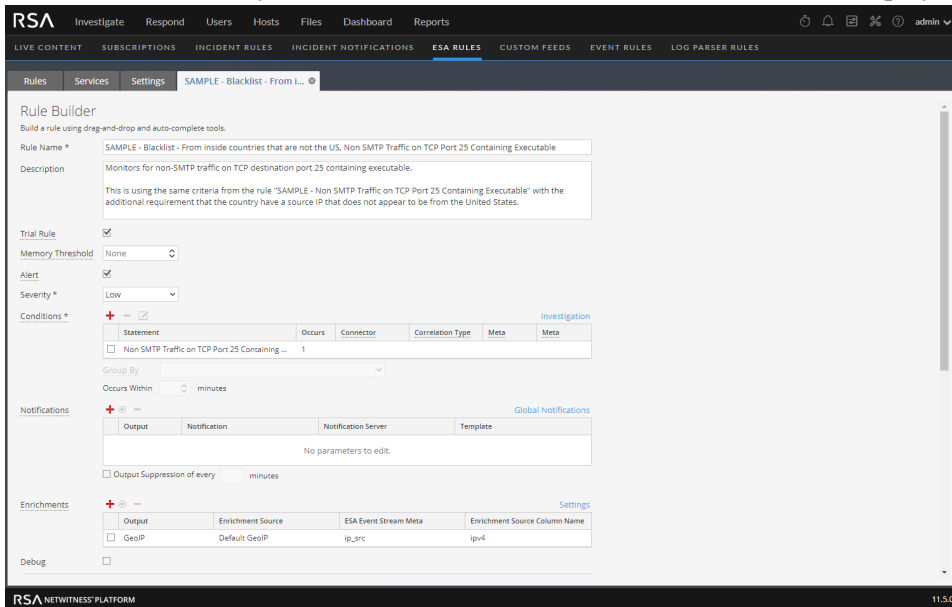 RSA Investigate Respond Users Hosts Files Dashboard Reports admin
LIVE CONTENT SUBSCRIPTIONS INCIDENT RULES INCIDENT NOTIFICATIONS ESA RULES CUSTOM FEEDS EVENT RULES LOG PARSER RULES
Rules Services Settings SAMPLE - Blacklist - From i...
Rule Builder
Build a rule using drag-and-drop and auto-complete tools.
Rule Name * SAMPLE - Blacklist - From inside countries that are not the US, Non SMTP Traffic on TCP Port 25 Containing Executable
Description Monitors for non-SMTP traffic on TCP destination port 25 containing executable.
This is using the same criteria from the rule "SAMPLE - Non SMTP Traffic on TCP Port 25 Containing Executable" with the
additional requirement that the country have a source IP that does not appear to be from the United States.
Trial Rule
Memory Threshold None
Alert
Severity * Low
Conditions * Investigation
Statement Occurs Connector Correlation Type Meta Meta
Non SMTP Traffic on TCP Port 25 Containing ... 1
Group By
Occurs Within minutes
Notifications Global Notifications
Output Notification Notification Server Template
No parameters to edit.
Output Suppression of every minutes
Enrichments Settings
Output Enrichment Source ESA Event Stream Meta Enrichment Source Column Name
GeoIP Default GeoIP ip_src ipv4
Debug
RSA NETWITNESS PLATFORM 11.5.0